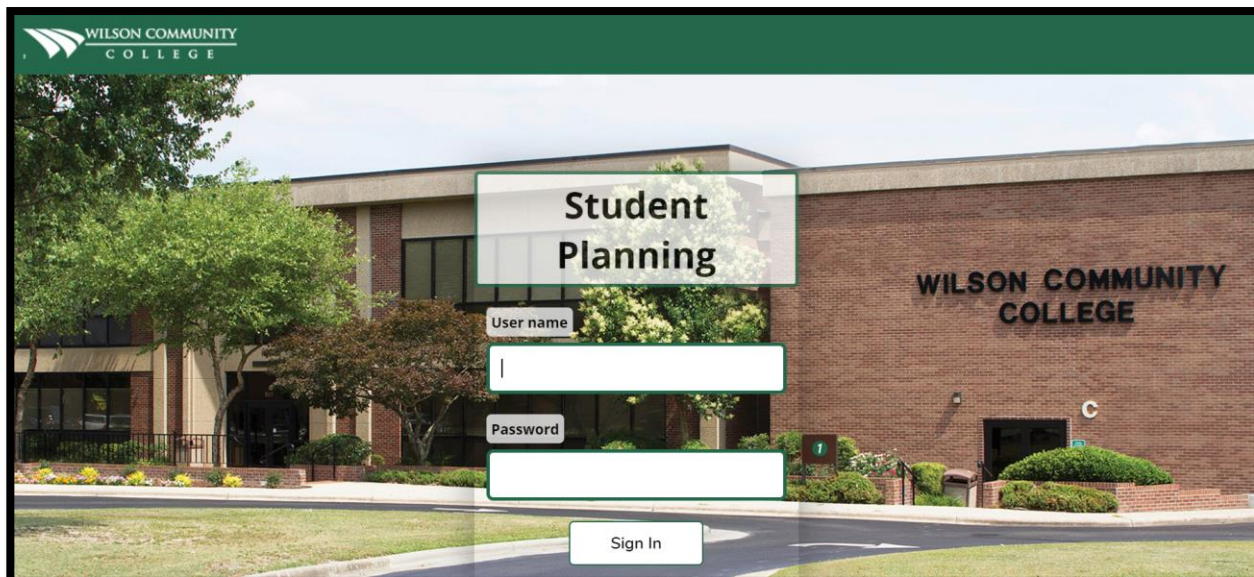 WILSON COMMUNITY
COLLEGE
Student
Planning
WILSON COMMUNITY
COLLEGE
User name
C
Password
1
Sign In